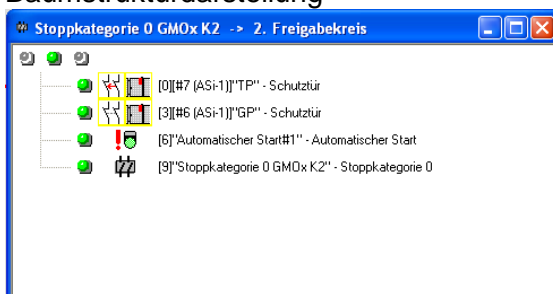 Baumstrukturdarstellung
Stoppkategorie 0 GMOx K2 -> 2. Freigabekreis
[0][#7 (ASi-1)]"TP" - Schutztür
[3][#6 (ASi-1)]"GP" - Schutztür
[6]"Automatischer Start#1" - Automatischer Start
[9]"Stoppkategorie 0 GMOx K2" - Stoppkategorie 0